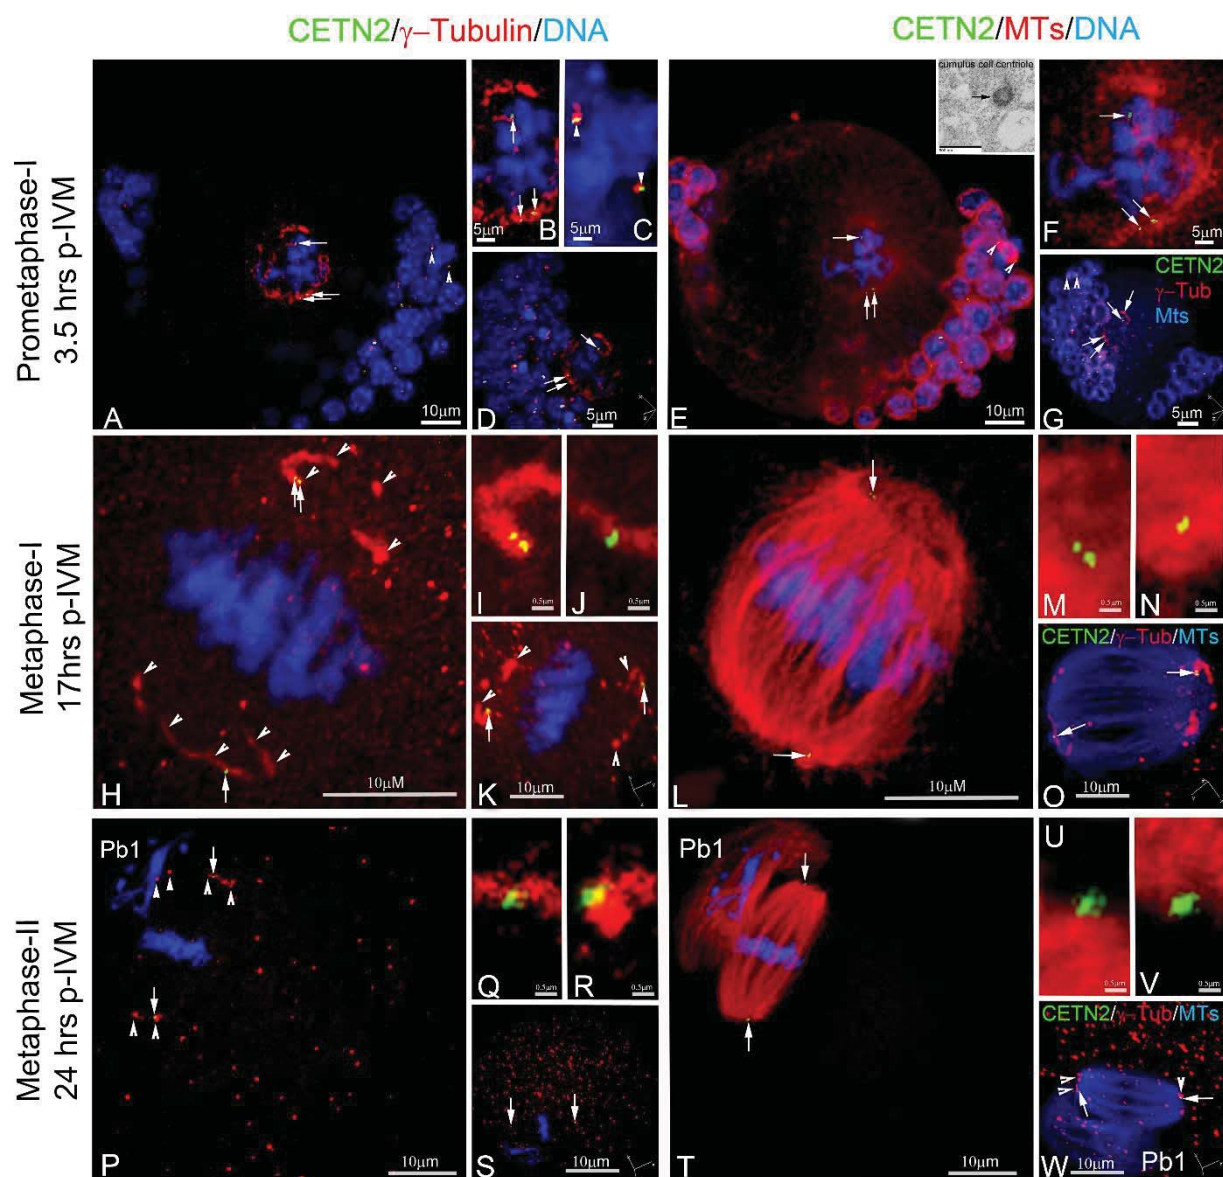 CETN2/γ–Tubulin/DNA
CETN2/MTs/DNA
Prometaphase-I
3.5 hrs p-IVM
A
10μm
5μm
B
5μm
C
D
5μm
cumulus cell centriole
E
10μm
F
5μm
CETN2
γ–Tub
Mts
G
5μm
Metaphase-I
17hrs p-IVM
H
10μM
I
0.5μm
J
0.5μm
K
10μm
L
10μm
M
0.5μm
N
0.5μm
CETN2/γ–Tub/MTs
O
10μm
Metaphase-II
24 hrs p-IVM
Pb1
P
10μm
Q
0.5μm
R
0.5μm
S
10μm
Pb1
T
10μm
U
0.5μm
V
0.5μm
CETN2/γ–Tub/MTs
W
10μm
Pb1